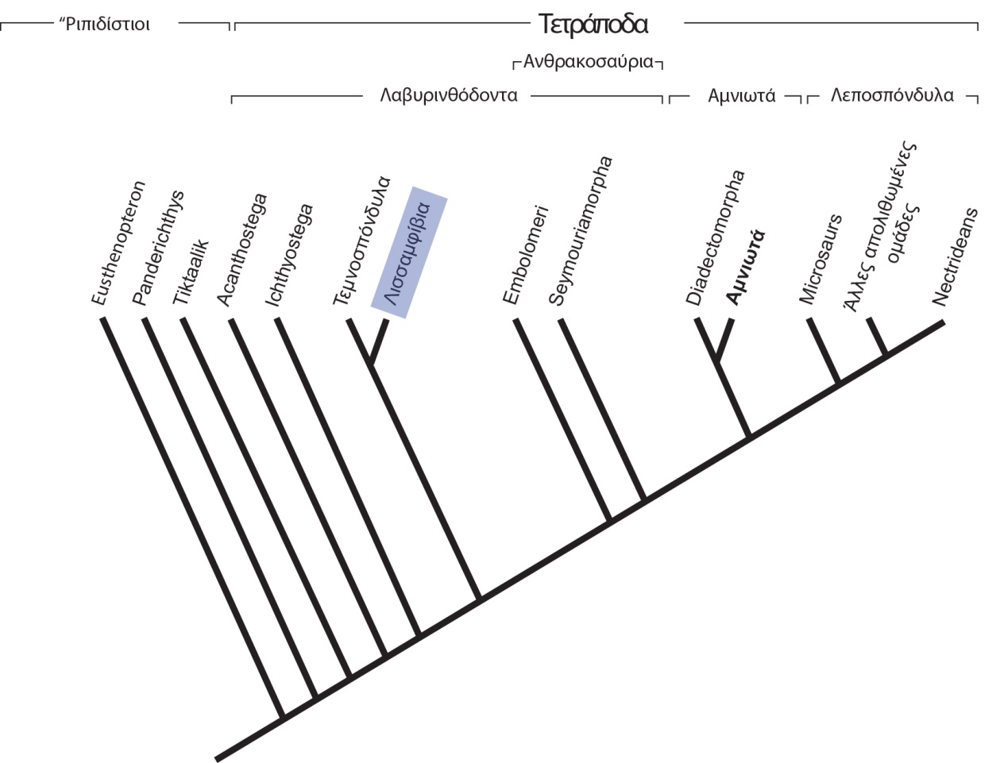 “Ριπιδίστιοι
Τετράποδα
Ανθρακοσαύρια
Λαβυρινθόδοντα
Αμνιωτά
Λεποσπόνδυλα
Eusthenopteron
Panderichthys
Tiktaalik
Acanthostega
Ichthyostega
Τεμνοσπόνδυλα
Λισσαμφίβια
Embolomeri
Seymouriamorpha
Diadectomorpha
Αμνιωτά
Microsaurs
Άλλες απολιθωμένες
ομάδες
Nectrideans